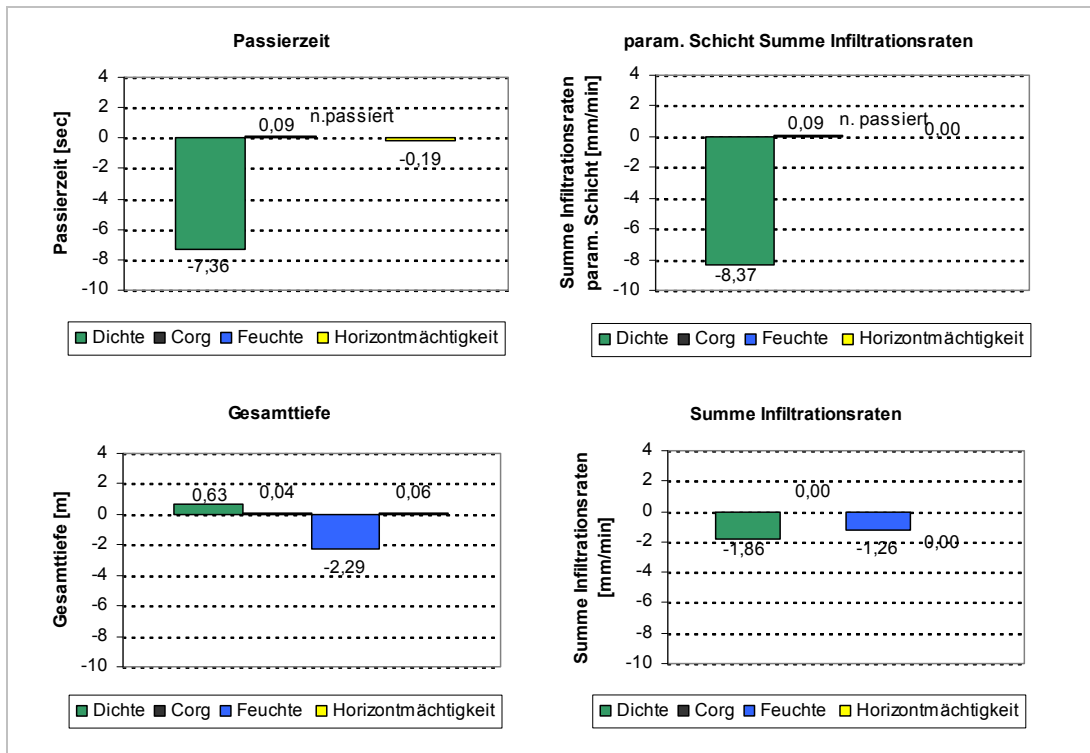 Passierzeit
Passierzeit [sec]
4
2
0
-2
-4
-6
-8
-10
0,09
n.passiert
-0,19
-7,36
Dichte Corg Feuchte Horizontmächtigkeit
param. Schicht Summe Infiltrationsraten
Summe Infiltrationsraten
param. Schicht [mm/min]
4
2
0
-2
-4
-6
-8
-10
0,09
n. passiert
0,00
-8,37
Dichte Corg Feuchte Horizontmächtigkeit
Gesamttiefe
Gesamttiefe [m]
4
2
0
-2
-4
-6
-8
-10
0,63
0,04
0,06
-2,29
Dichte Corg Feuchte Horizontmächtigkeit
Summe Infiltrationsraten
Summe Infiltrationsraten
[mm/min]
4
2
0
-2
-4
-6
-8
-10
0,00
-1,86
-1,26
0,00
Dichte Corg Feuchte Horizontmächtigkeit